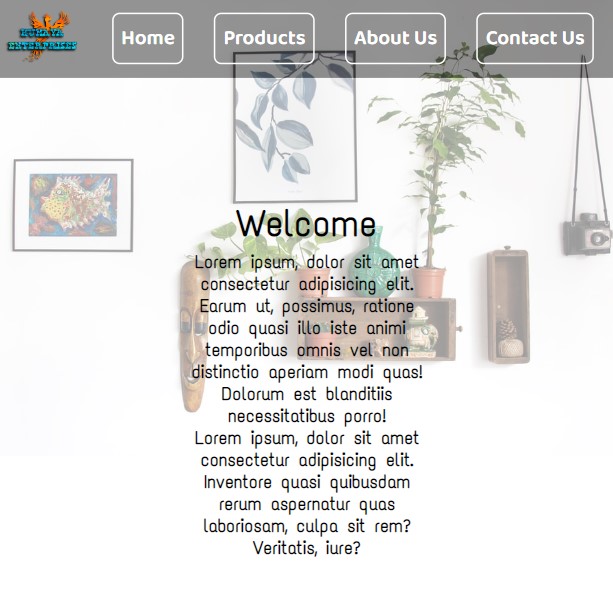 HUMAYA
ENTERPRISES
Home
Products
About Us
Contact Us
Welcome
Lorem ipsum, dolor sit amet
consectetur adipisicing elit.
Earum ut, possimus, ratione
odio quasi illo iste animi
temporibus omnis vel non
distinctio aperiam modi quas!
Dolorum est blanditiis
necessitatibus porro!
Lorem ipsum, dolor sit amet
consectetur adipisicing elit.
Inventore quasi quibusdam
rerum aspernatur quas
laboriosam, culpa sit rem?
Veritatis, iure?